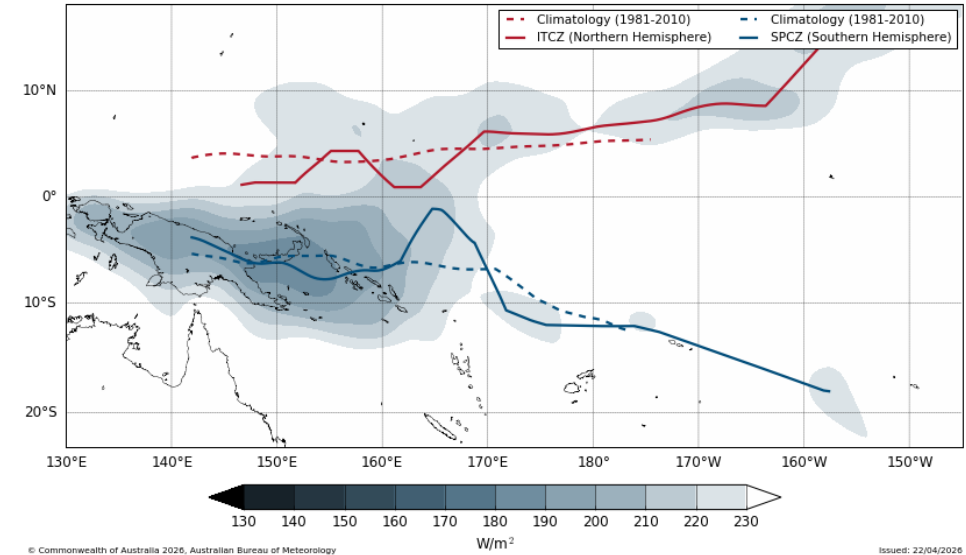 Climatology (1981-2010) Climatology (1981-2010)
ITCZ (Northern Hemisphere) SPCZ (Southern Hemisphere)
10°N
0°
10°S
20°S
130°E 140°E 150°E 160°E 170°E 180° 170°W 160°W 150°W
130 140 150 160 170 180 190 200 210 220 230
W/m²
© Commonwealth of Australia 2026, Australian Bureau of Meteorology Issued: 22/04/2026